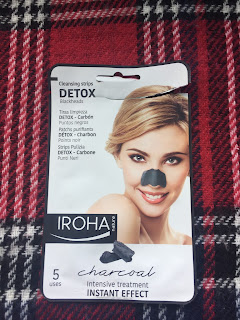 Cleansing strips
DETOX
Blackheads
Tiras limpieza
DETOX - Carbón
Puntos negros
Patchs purifiants
DETOX - Charbon
Points noirs
Strips Pulizia
DETOX - Carbone
Punti Neri
IROHA
nature
5
USES
charcoal
Intensive treatment
INSTANT EFFECT